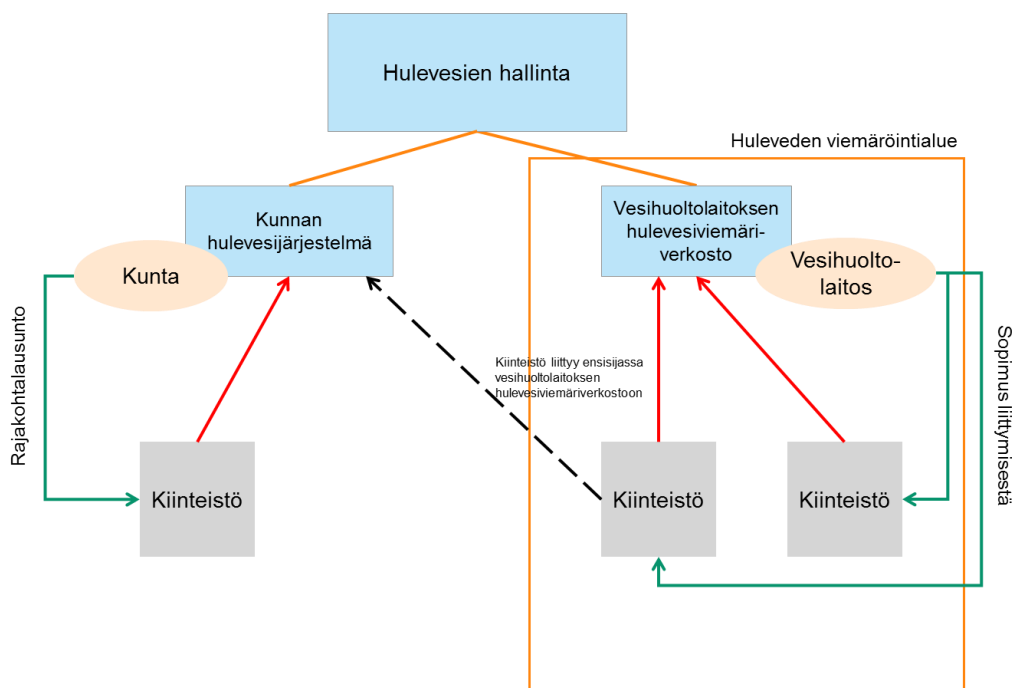 Hulevesien hallinta
Huleveden viemäröintialue
Kunnan
hulevesijärjestelmä
Vesihuoltolaitoksen
hulevesiviemäri-
verkosto
Kunta
Vesihuolto-
laitos
Rajakohtalausunto
Kiinteistö liittyy ensisijassa
vesihuoltolaitoksen
hulevesiviemäriverkostoon
Sopimus liittymisestä
Kiinteistö
Kiinteistö
Kiinteistö